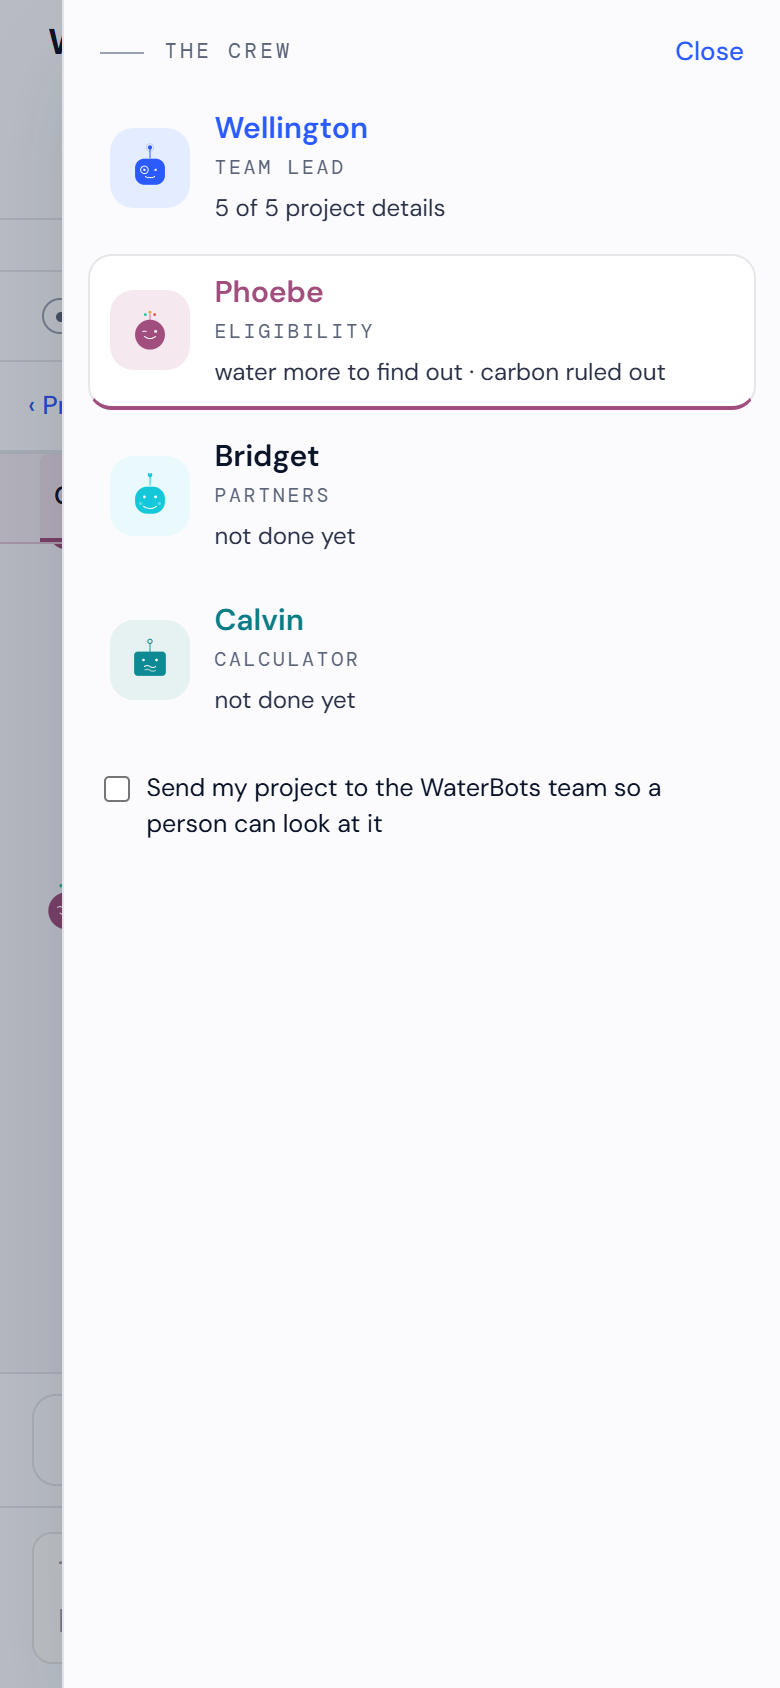 THE CREW
Close
Wellington
TEAM LEAD
5 of 5 project details
Phoebe
ELIGIBILITY
water more to find out · carbon ruled out
Bridget
PARTNERS
not done yet
Calvin
CALCULATOR
not done yet
Send my project to the WaterBots team so a
person can look at it